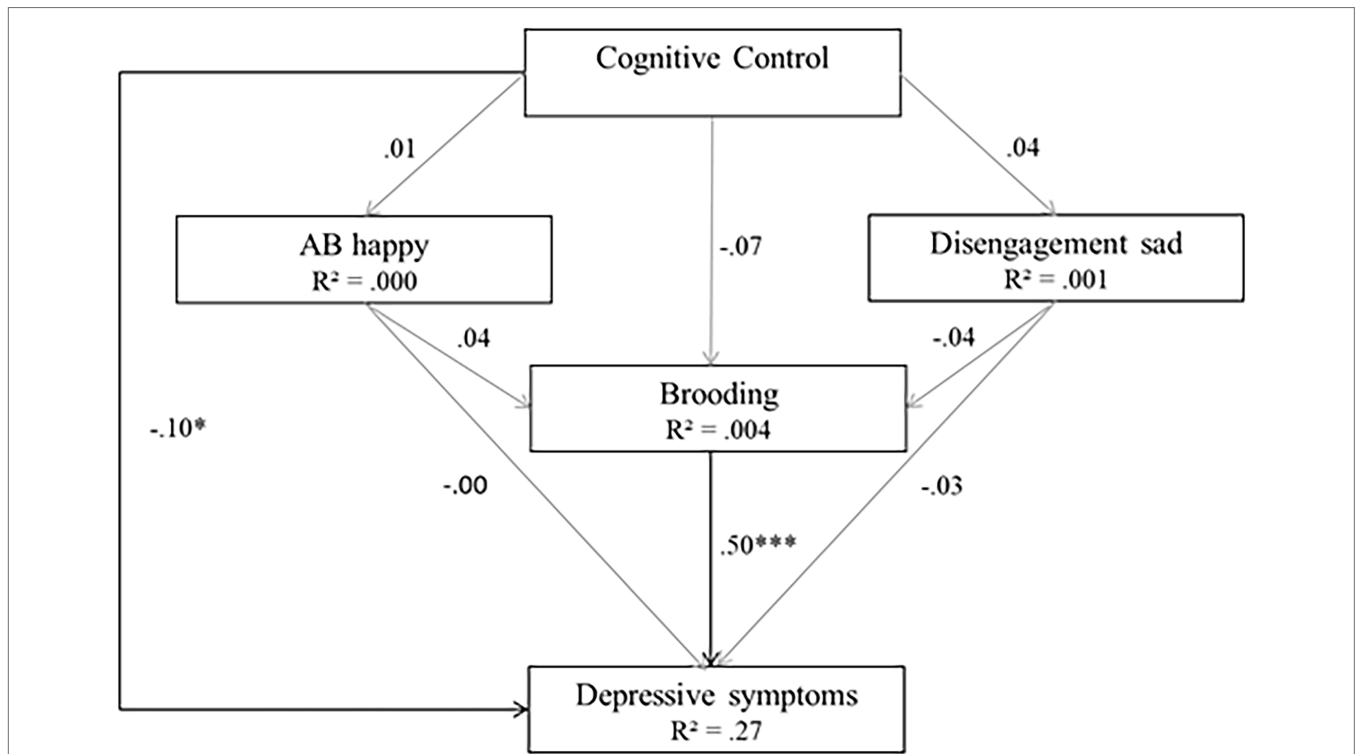 Cognitive Control
.01
.04
-.07
AB happy
R² = .000
Disengagement sad
R² = .001
.04
-.04
Brooding
R² = .004
-.10*
-.00
-.03
.50***
Depressive symptoms
R² = .27